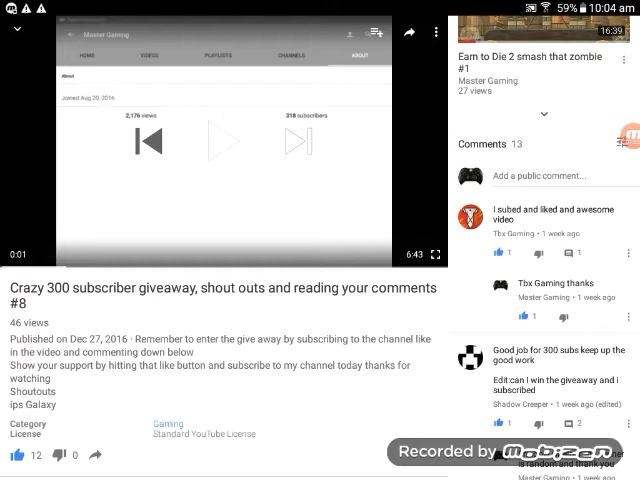 59% 10:04 am
Master Gaming
HOME VIDEOS PLAYLISTS CHANNELS ABOUT
About
Joined Aug 20, 2016
2,176 views 318 subscribers
0:01 6:43
Crazy 300 subscriber giveaway, shout outs and reading your comments
#8
46 views
Published on Dec 27, 2016 · Remember to enter the give away by subscribing to the channel like
in the video and commenting down below
Show your support by hitting that like button and subscribe to my channel today thanks for
watching
Shoutouts
ips Galaxy
Category Gaming
License Standard YouTube License
12 0
16:39
Earn to Die 2 smash that zombie
#1
Master Gaming
27 views
Comments 13
Add a public comment...
I subed and liked and awesome
video
Tbx Gaming • 1 week ago
1 1
Tbx Gaming thanks
Master Gaming • 1 week ago
1
Good job for 300 subs keep up the
good work
Edit:can I win the giveaway and i
subscribed
Shadow Creeper • 1 week ago (edited)
1 2
is random and thank you
Master Gaming • 1 week ago
Recorded by Mobizen